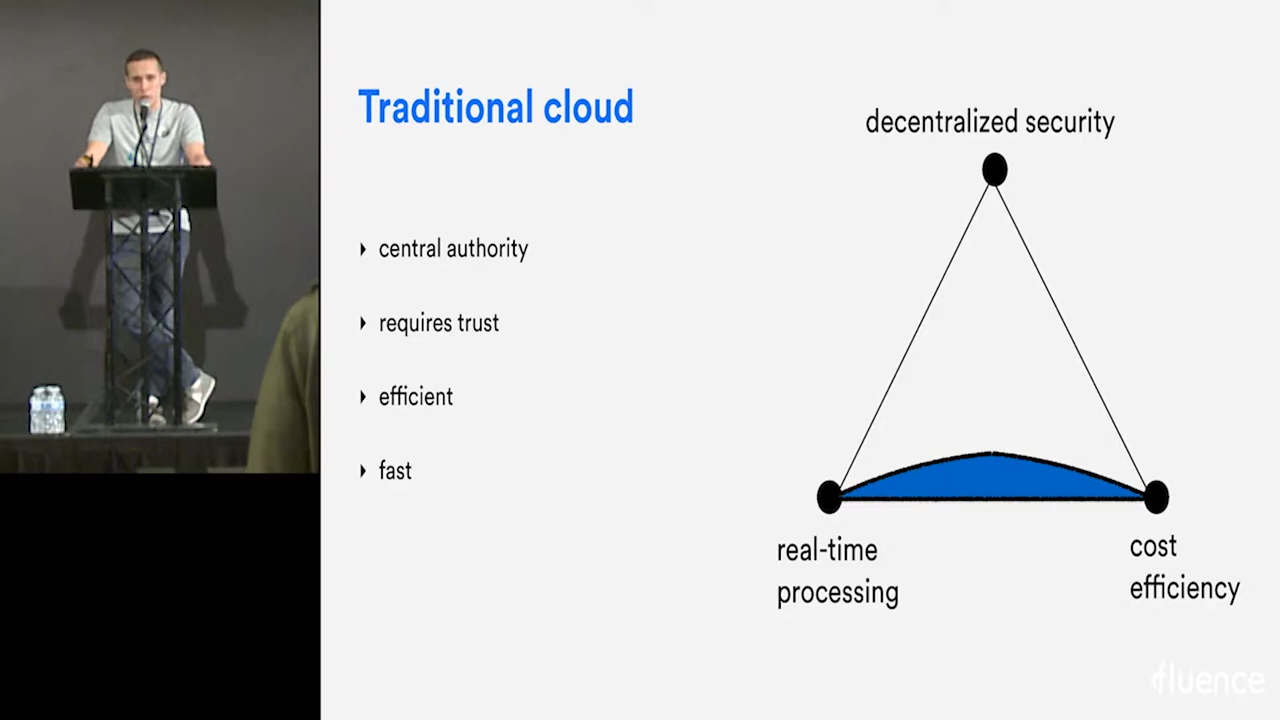 Traditional cloud
central authority
requires trust
efficient
fast
decentralized security
real-time
processing
cost
efficiency
fluence